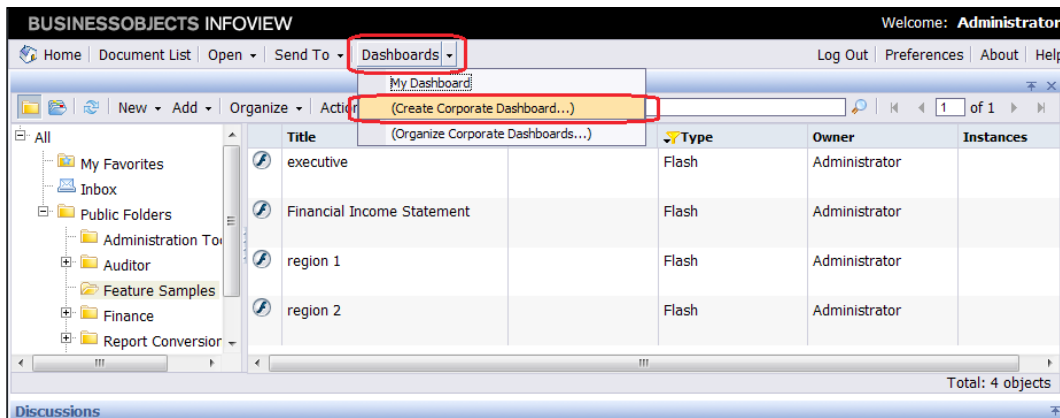 BUSINESSOBJECTS INFOVIEW Welcome: Administrator
Home Document List Open Send To Dashboards Log Out Preferences About Help
My Dashboard
New Add Organize (Create Corporate Dashboard...) 1 of 1
(Organize Corporate Dashboards...)
All Title Type Owner Instances
My Favorites executive Flash Administrator
Inbox
Public Folders Financial Income Statement Flash Administrator
Administration
Auditor region 1 Flash Administrator
Feature Samples
Finance region 2 Flash Administrator
Report Conversion
Total: 4 objects
Discussions